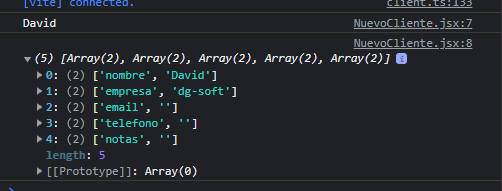 [vite] connected. client.ts:133
David NuevoCliente.jsx:7
NuevoCliente.jsx:8
(5) [Array(2), Array(2), Array(2), Array(2), Array(2)] i
0: (2) ['nombre', 'David']
1: (2) ['empresa', 'dg-soft']
2: (2) ['email', '']
3: (2) ['telefono', '']
4: (2) ['notas', '']
length: 5
[[Prototype]]: Array(0)